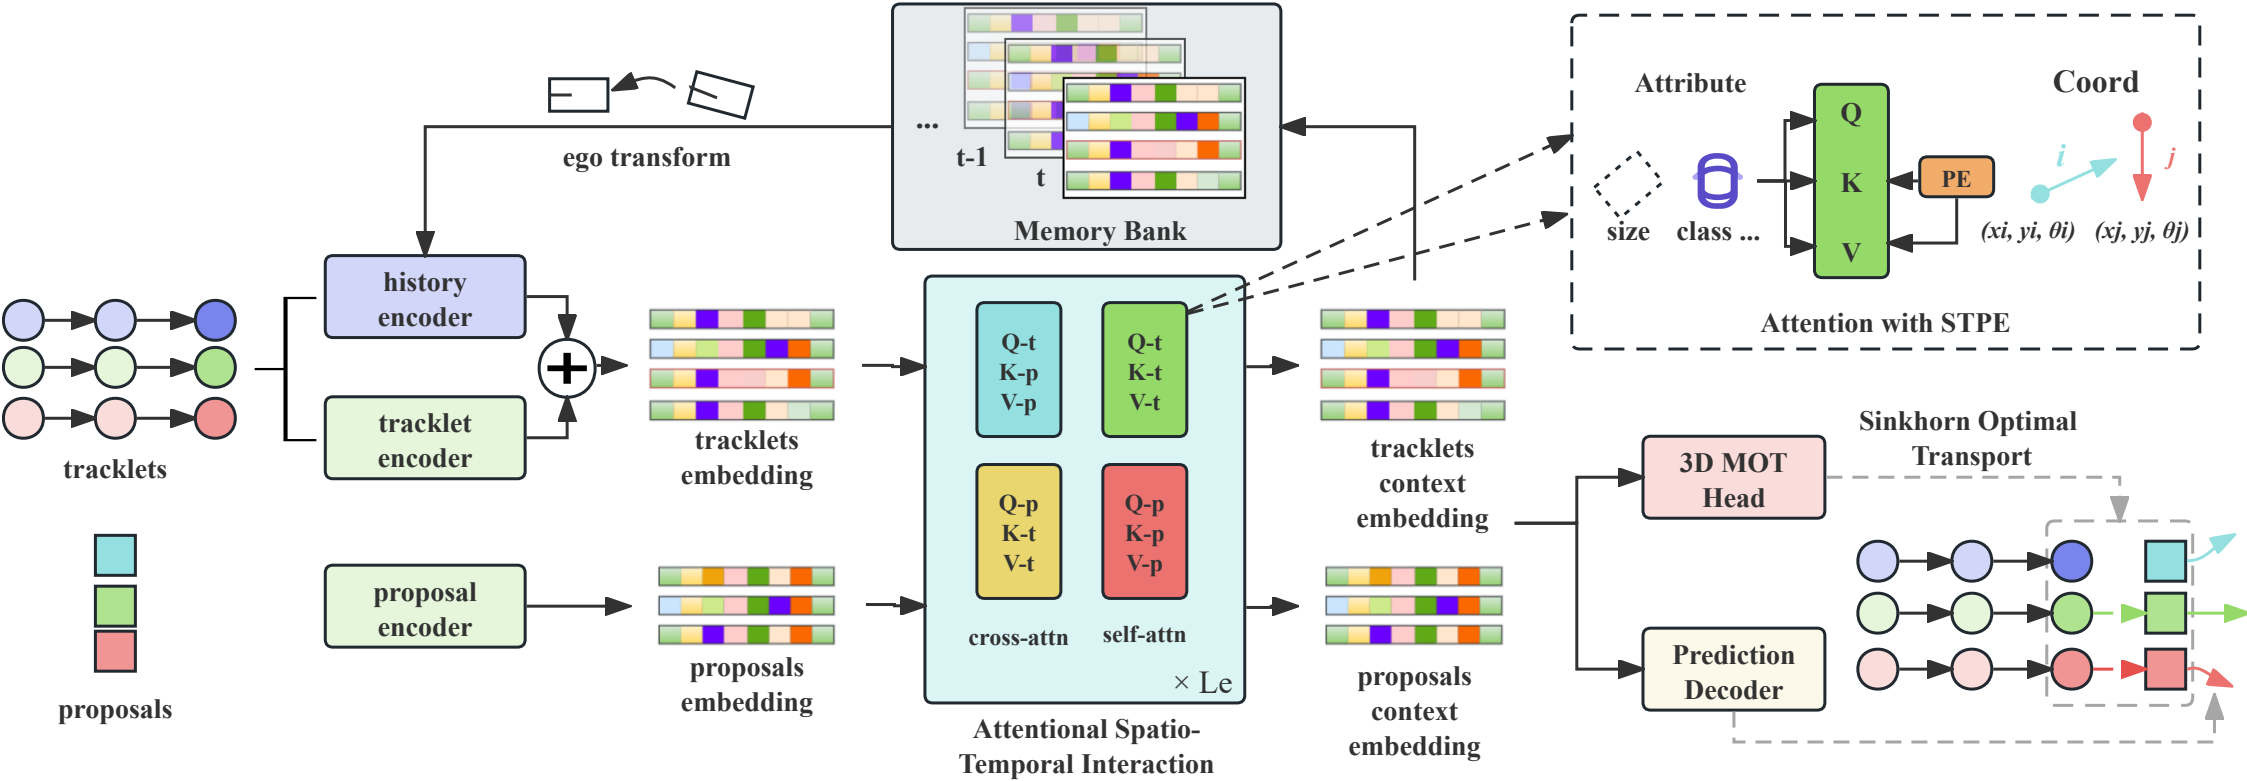 ego transform
...
t-1
t
Memory Bank
Attribute
Coord
Q
K
V
PE
i
j
size
class ...
(xi, yi, θi)
(xj, yj, θj)
Attention with STPE
tracklets
proposals
history
encoder
tracklet
encoder
proposal
encoder
tracklets
embedding
proposals
embedding
Q-t
K-p
V-p
Q-t
K-t
V-t
Q-p
K-t
V-t
Q-p
K-p
V-p
cross-attn
self-attn
× Le
Attentional Spatio-
Temporal Interaction
tracklets
context
embedding
proposals
context
embedding
3D MOT
Head
Prediction
Decoder
Sinkhorn Optimal
Transport